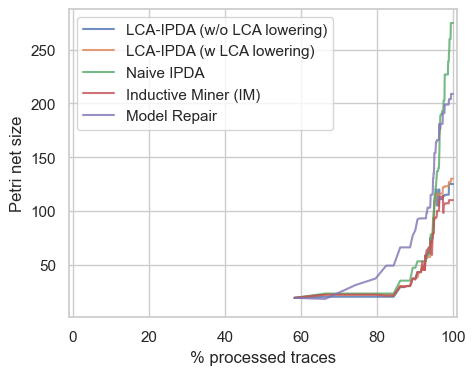 LCA-IPDA (w/o LCA lowering)
LCA-IPDA (w LCA lowering)
Naive IPDA
Inductive Miner (IM)
Model Repair
Petri net size
250
200
150
100
50
0 20 40 60 80 100
% processed traces